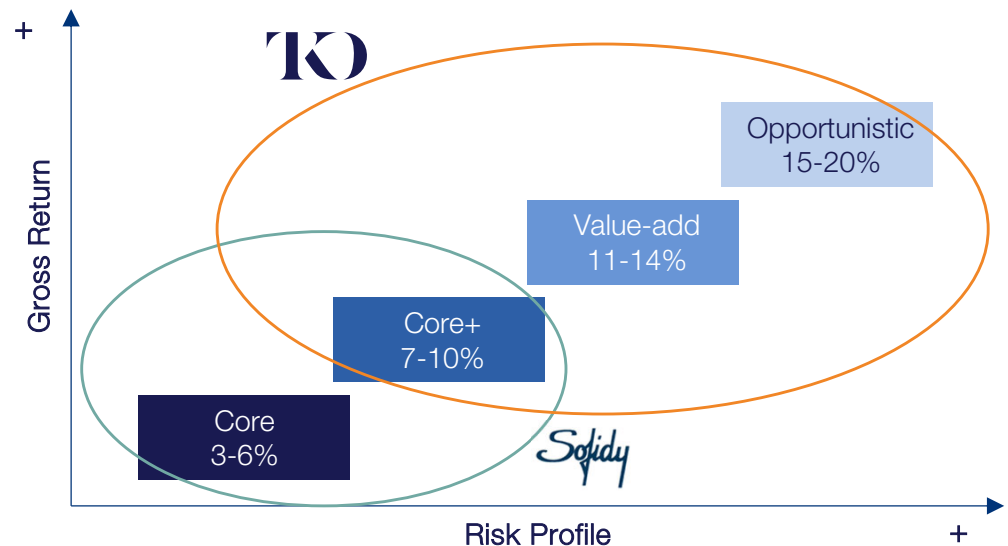 +
TKO
Opportunistic
15-20%
Value-add
11-14%
Gross Return
Core+
7-10%
Core
3-6%
Sofidy
Risk Profile
+